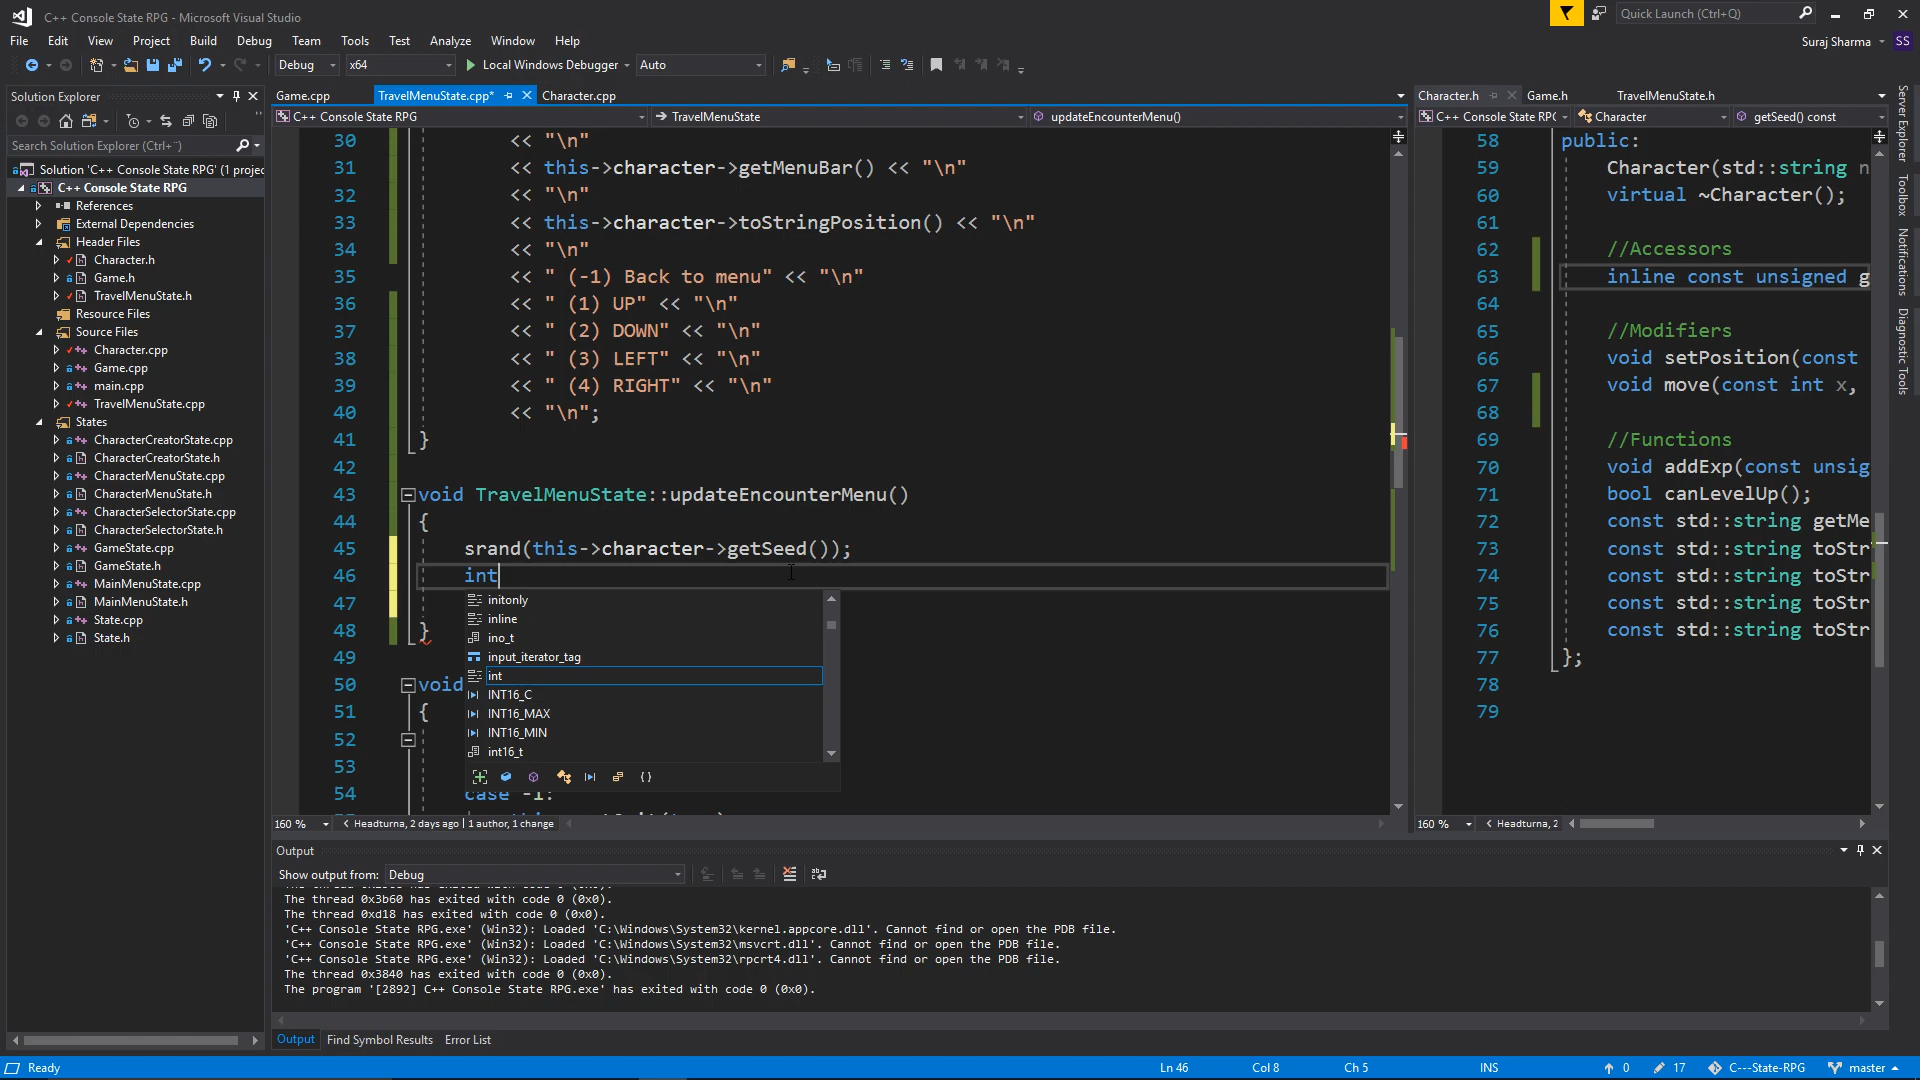 C++ Console State RPG - Microsoft Visual Studio
Quick Launch (Ctrl+Q)
File Edit View Project Build Debug Team Tools Test Analyze Window Help
Suraj Sharma SS
Debug x64 Local Windows Debugger Auto
Solution Explorer
Search Solution Explorer (Ctrl+¨)
Solution 'C++ Console State RPG' (1 projec
C++ Console State RPG
References
External Dependencies
Header Files
Character.h
Game.h
TravelMenuState.h
Resource Files
Source Files
Character.cpp
Game.cpp
main.cpp
TravelMenuState.cpp
States
CharacterCreatorState.cpp
CharacterCreatorState.h
CharacterMenuState.cpp
CharacterMenuState.h
CharacterSelectorState.cpp
CharacterSelectorState.h
GameState.cpp
GameState.h
MainMenuState.cpp
MainMenuState.h
State.cpp
State.h
Game.cpp TravelMenuState.cpp* Character.cpp
C++ Console State RPG TravelMenuState updateEncounterMenu()
30 << "\n"
31 << this->character->getMenuBar() << "\n"
32 << "\n"
33 << this->character->toStringPosition() << "\n"
34 << "\n"
35 << " (-1) Back to menu" << "\n"
36 << " (1) UP" << "\n"
37 << " (2) DOWN" << "\n"
38 << " (3) LEFT" << "\n"
39 << " (4) RIGHT" << "\n"
40 << "\n";
41 }
42
43 void TravelMenuState::updateEncounterMenu()
44 {
45 srand(this->character->getSeed());
46 int
47
48 }
49
50 void
51 {
52
53
54 case -1:
initonly
inline
ino_t
input_iterator_tag
int
INT16_C
INT16_MAX
INT16_MIN
int16_t
160 % Headturna, 2 days ago | 1 author, 1 change
Character.h Game.h TravelMenuState.h
C++ Console State RPG Character getSeed() const
58 public:
59 Character(std::string n
60 virtual ~Character();
61
62 //Accessors
63 inline const unsigned g
64
65 //Modifiers
66 void setPosition(const
67 void move(const int x,
68
69 //Functions
70 void addExp(const unsig
71 bool canLevelUp();
72 const std::string getMe
73 const std::string toStr
74 const std::string toStr
75 const std::string toStr
76 const std::string toStr
77 };
78
79
160 % Headturna, 2
Server Explorer
Toolbox
Notifications
Diagnostic Tools
Output
Show output from: Debug
The thread 0x3b60 has exited with code 0 (0x0).
The thread 0xd18 has exited with code 0 (0x0).
'C++ Console State RPG.exe' (Win32): Loaded 'C:\Windows\System32\kernel.appcore.dll'. Cannot find or open the PDB file.
'C++ Console State RPG.exe' (Win32): Loaded 'C:\Windows\System32\msvcrt.dll'. Cannot find or open the PDB file.
'C++ Console State RPG.exe' (Win32): Loaded 'C:\Windows\System32\rpcrt4.dll'. Cannot find or open the PDB file.
The thread 0x3840 has exited with code 0 (0x0).
The program '[2892] C++ Console State RPG.exe' has exited with code 0 (0x0).
Output Find Symbol Results Error List
Ready Ln 46 Col 8 Ch 5 INS 0 17 C---State-RPG master